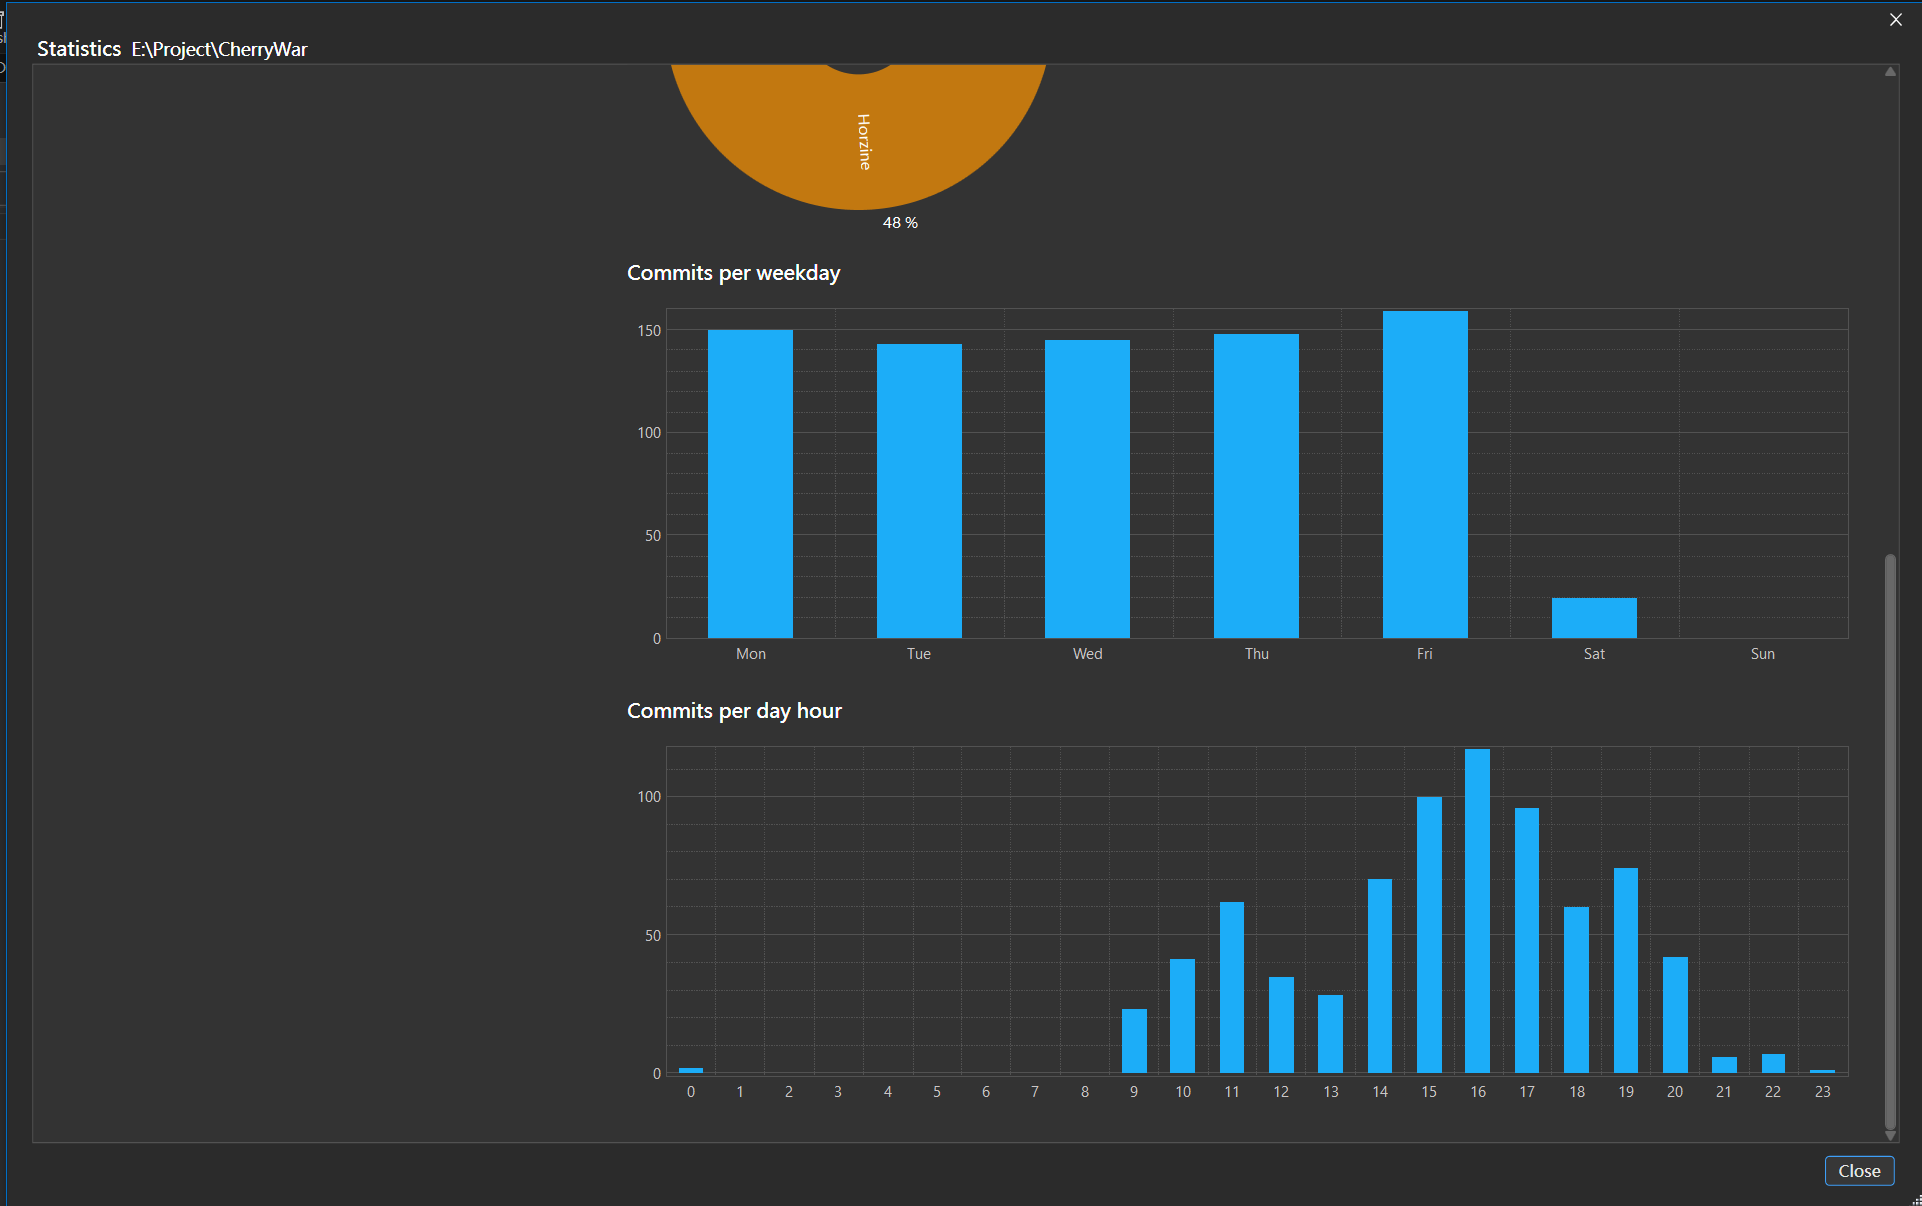 Statistics E:\Project\CherryWar
Horzine
48 %
Commits per weekday
150
100
50
0
Mon Tue Wed Thu Fri Sat Sun
Commits per day hour
100
50
0
0 1 2 3 4 5 6 7 8 9 10 11 12 13 14 15 16 17 18 19 20 21 22 23
Close